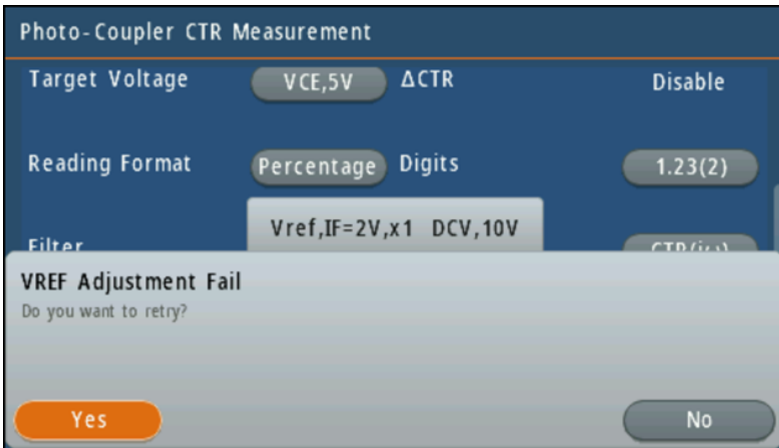 Photo-Coupler CTR Measurement
Target Voltage VCE,5V ΔCTR Disable
Reading Format Percentage Digits 1.23(2)
Vref,IF=2V,x1 DCV,10V
Filter
VREF Adjustment Fail
Do you want to retry?
Yes No